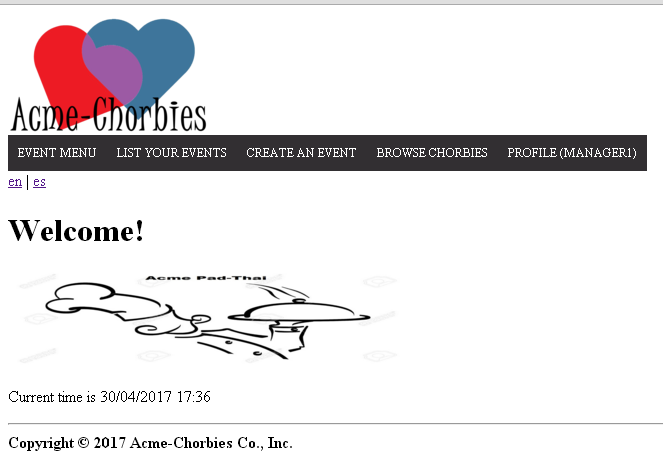 Acme-Chorbies
EVENT MENU LIST YOUR EVENTS CREATE AN EVENT BROWSE CHORBIES PROFILE (MANAGER1)
en | es
Welcome!
Acme Pad-Thai
Current time is 30/04/2017 17:36
Copyright © 2017 Acme-Chorbies Co., Inc.